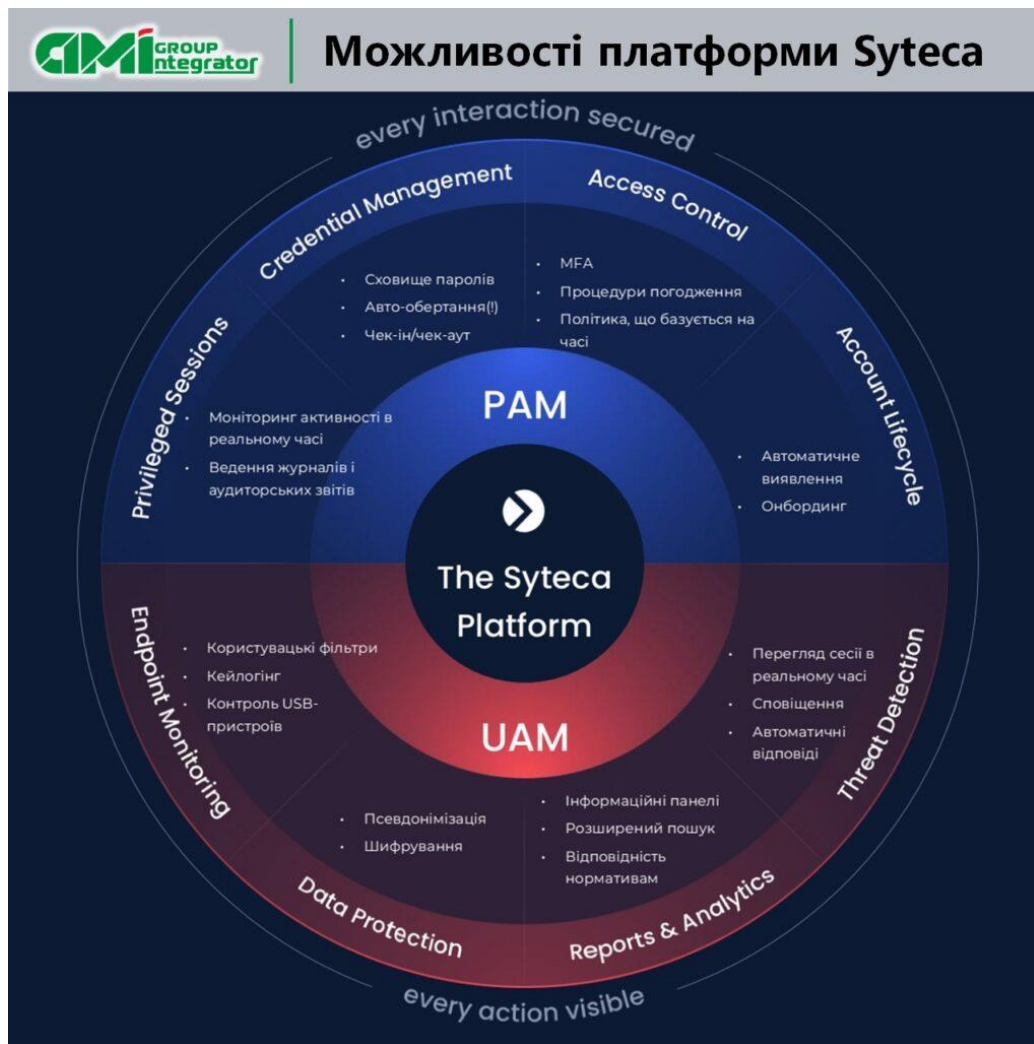 AMI GROUP
Integrator
Можливості платформи Syteca
every interaction secured
Credential Management
Access Control
Privileged Sessions
Account Lifecycle
• Сховище паролів
• Авто-обертання(!)
• Чек-ін/чек-аут
• MFA
• Процедури погодження
• Політика, що базується на
часі
PAM
• Моніторинг активності в
реальному часі
• Ведення журналів і
аудиторських звітів
• Автоматичне
виявлення
• Онбординг
The Syteca
Platform
Endpoint Monitoring
• Користувацькі фільтри
• Кейлогінг
• Контроль USB-
пристроїв
UAM
• Перегляд сесії в
реальному часі
• Сповіщення
• Автоматичні
відповіді
Threat Detection
• Псевдонімізація
• Шифрування
• Інформаційні панелі
• Розширений пошук
• Відповідність
нормативам
Data Protection
Reports & Analytics
every action visible